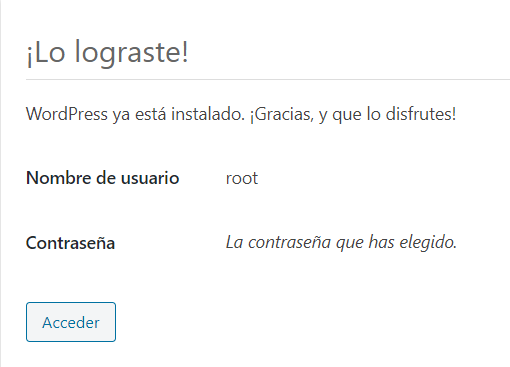 ¡Lo lograste!
WordPress ya está instalado. ¡Gracias, y que lo disfrutes!
Nombre de usuario root
Contraseña La contraseña que has elegido.
Acceder